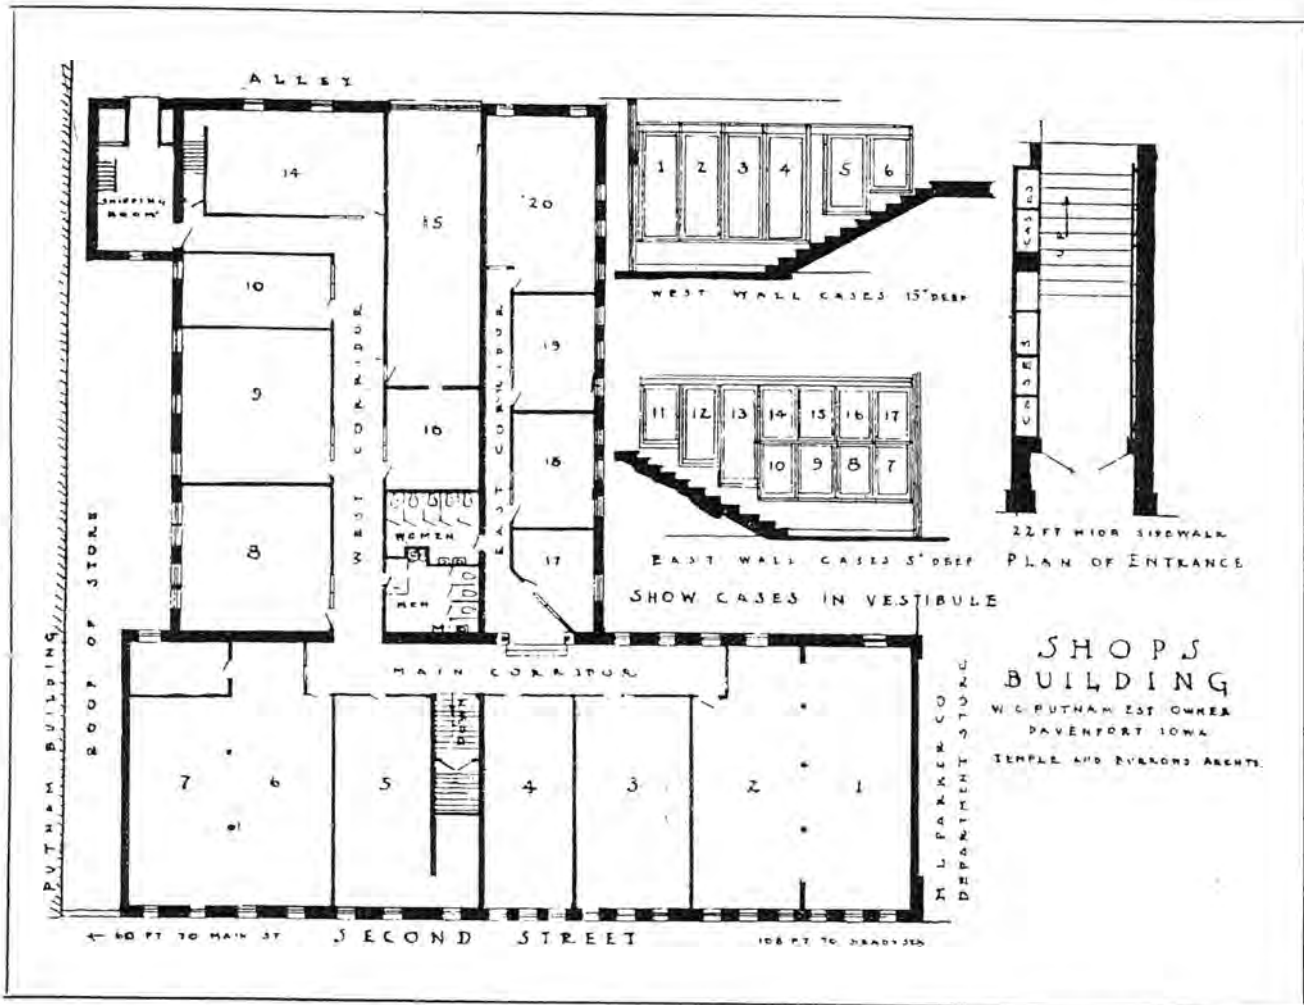 ALLEY
SHIPPING
ROOM
14
15
20
10
9
8
WEST CORRIDOR
EAST CORRIDOR
16
19
18
17
WOMEN
MEN
MAIN CORRIDOR
DOWN
7
6
5
4
3
2
1
PUTNAM BUILDING
ROOF OF STORE
M L PARKER CO
DEPARTMENT STORE
← 60 FT TO MAIN ST
SECOND STREET
108 FT TO BRADY ST
1 2 3 4 5 6
WEST WALL CASES 15" DEEP
11 12 13 14 15 16 17
10 9 8 7
EAST WALL CASES 5" DEEP
SHOW CASES IN VESTIBULE
CASES
UP
CASES
CASES
22 FT WIDE SIDEWALK
PLAN OF ENTRANCE
SHOPS
BUILDING
W C PUTNAM EST OWNER
DAVENPORT IOWA
TEMPLE AND BURROWS ARCHTS.